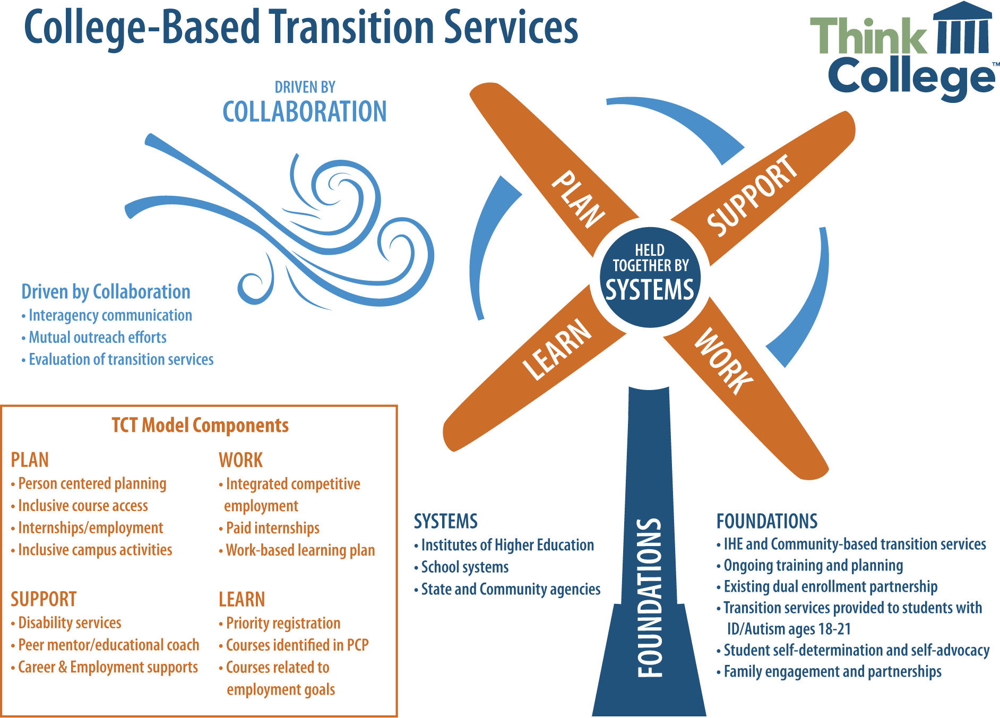 College-Based Transition Services
Think
College™
DRIVEN BY
COLLABORATION
PLAN
SUPPORT
HELD
TOGETHER BY
SYSTEMS
LEARN
WORK
Driven by Collaboration
• Interagency communication
• Mutual outreach efforts
• Evaluation of transition services
TCT Model Components
PLAN
• Person centered planning
• Inclusive course access
• Internships/employment
• Inclusive campus activities
WORK
• Integrated competitive
employment
• Paid internships
• Work-based learning plan
SUPPORT
• Disability services
• Peer mentor/educational coach
• Career & Employment supports
LEARN
• Priority registration
• Courses identified in PCP
• Courses related to
employment goals
SYSTEMS
• Institutes of Higher Education
• School systems
• State and Community agencies
FOUNDATIONS
FOUNDATIONS
• IHE and Community-based transition services
• Ongoing training and planning
• Existing dual enrollment partnership
• Transition services provided to students with
ID/Autism ages 18-21
• Student self-determination and self-advocacy
• Family engagement and partnerships